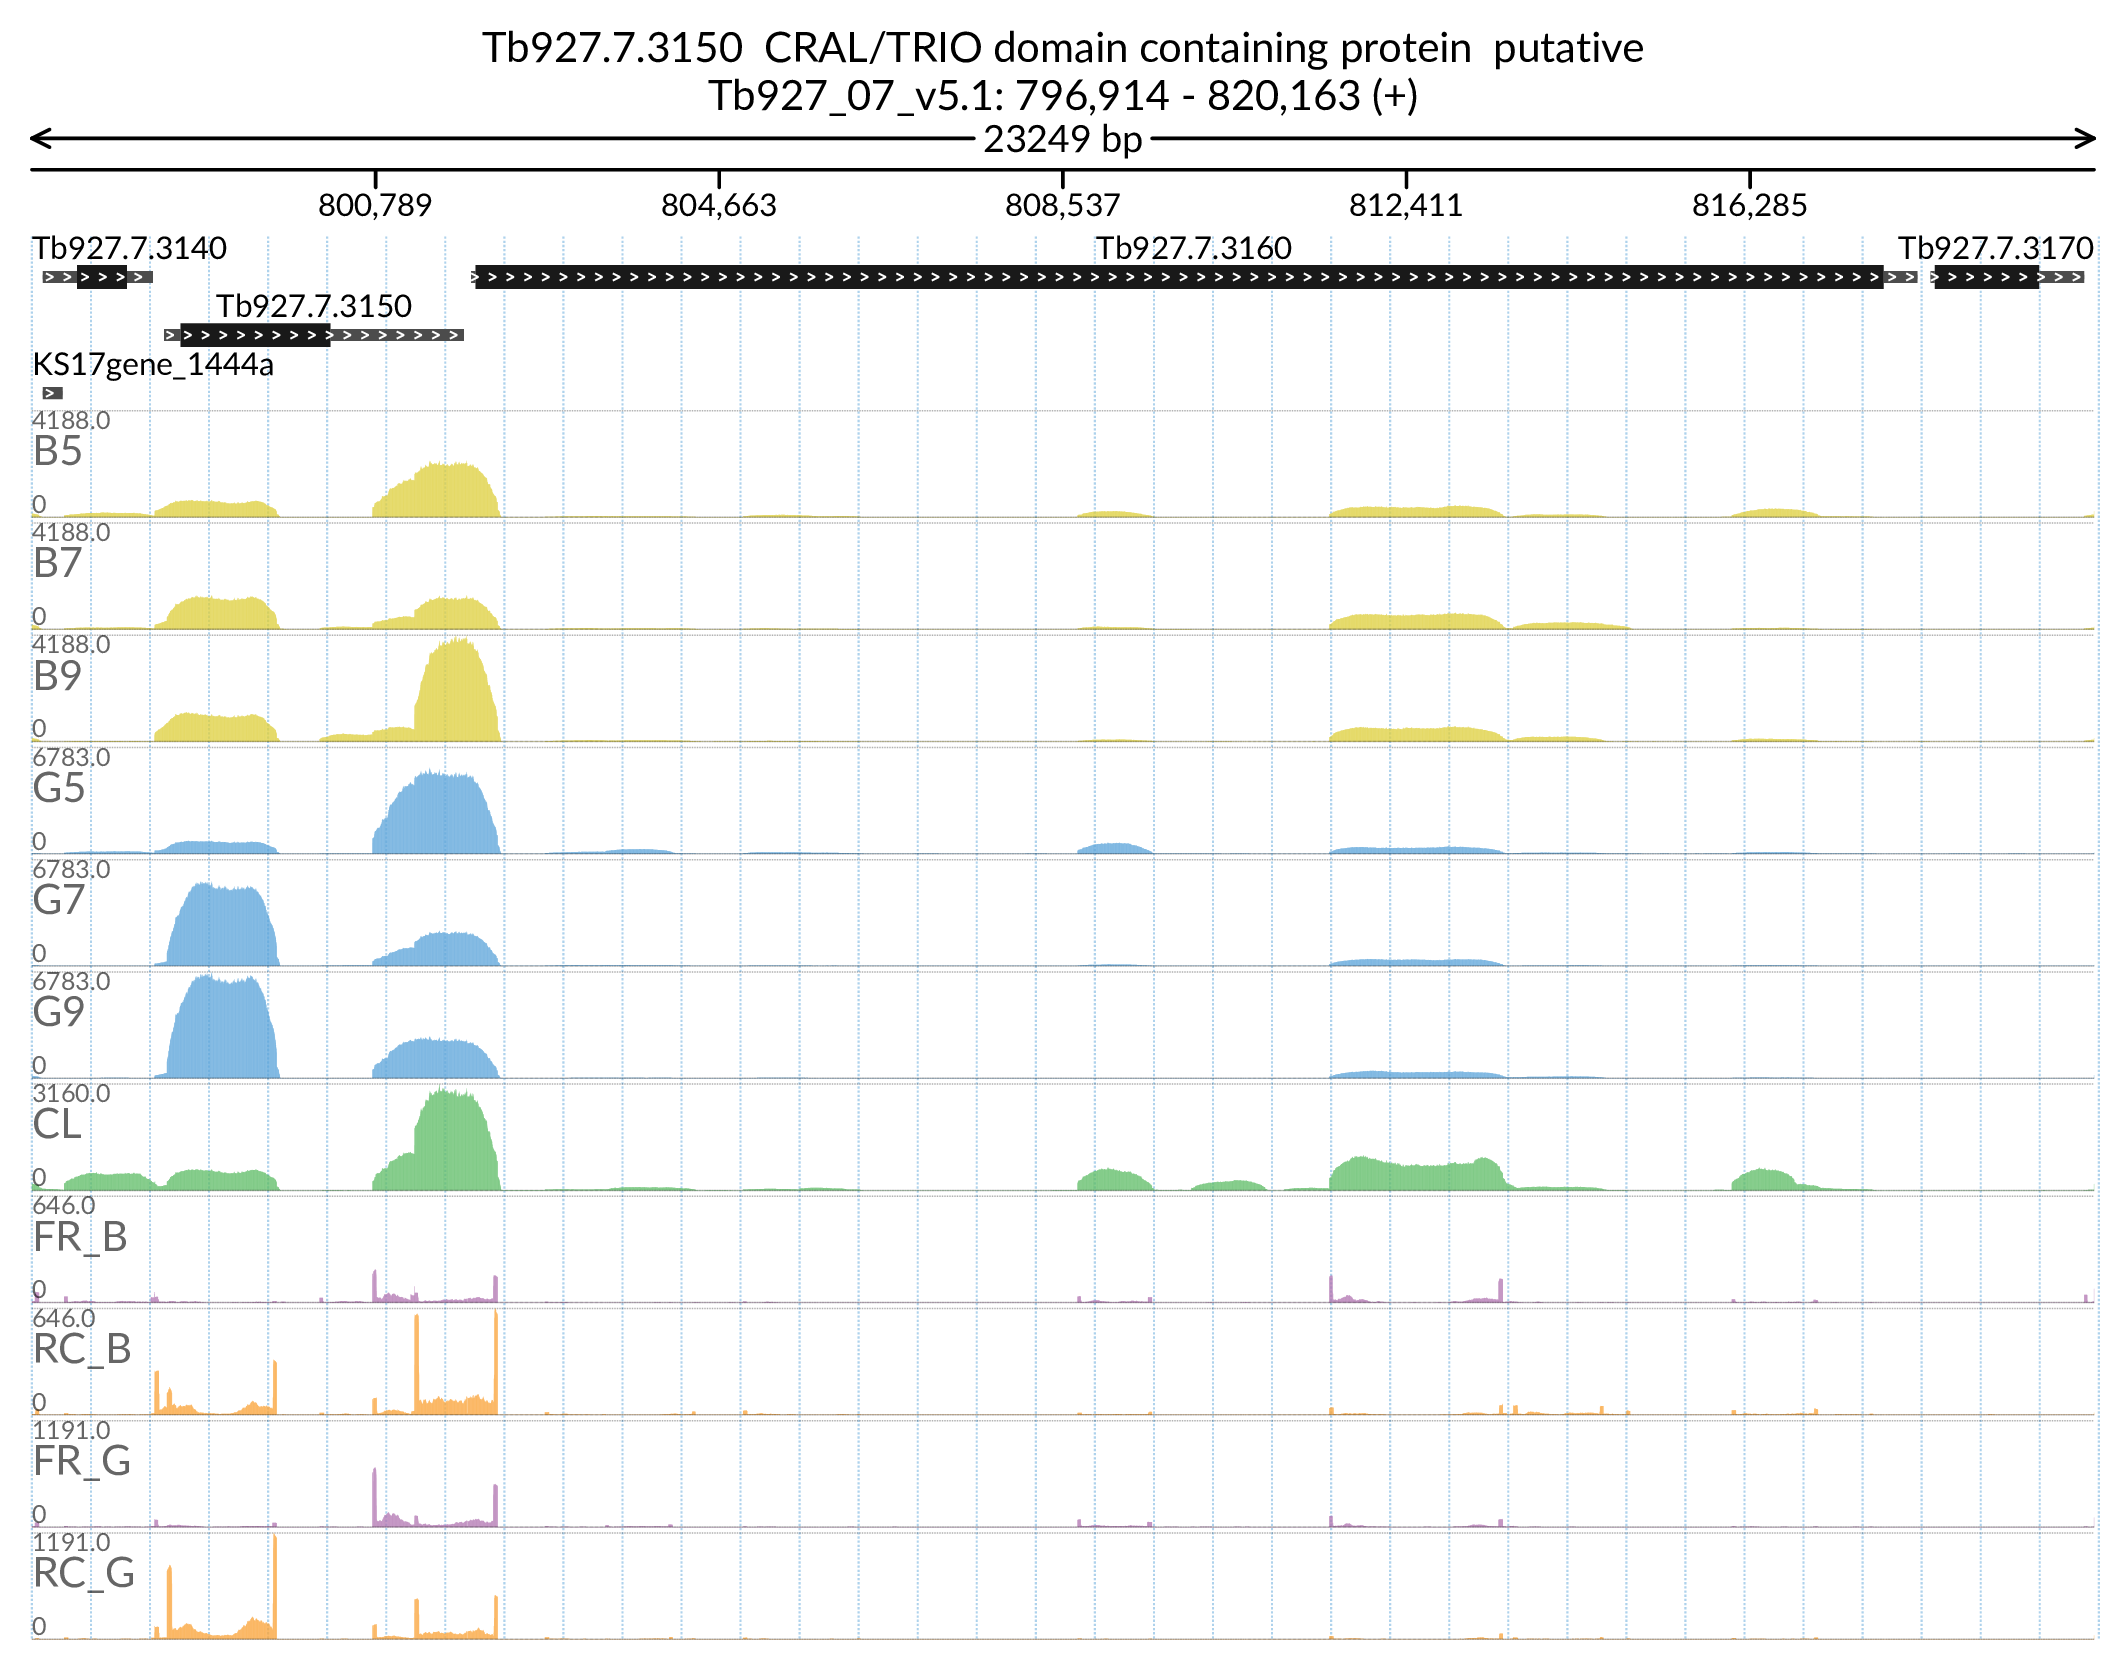 Tb927.7.3150  CRAL/TRIO domain containing protein  putative
Tb927_07_v5.1: 796,914 - 820,163 (+)
23249 bp
800,789 804,663 808,537 812,411 816,285
Tb927.7.3140 Tb927.7.3160 Tb927.7.3170
Tb927.7.3150
KS17gene_1444a
4188.0
B5
0
4188.0
B7
0
4188.0
B9
0
6783.0
G5
0
6783.0
G7
0
6783.0
G9
0
3160.0
CL
0
646.0
FR_B
0
646.0
RC_B
0
1191.0
FR_G
0
1191.0
RC_G
0